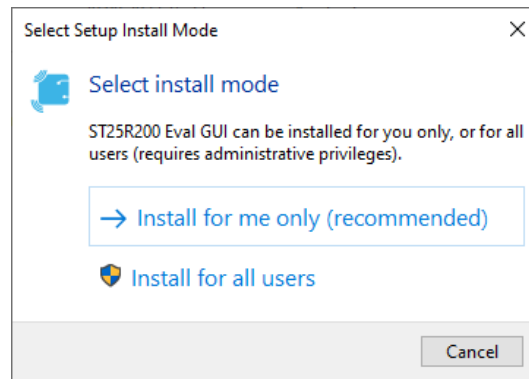 Select Setup Install Mode
Select install mode
ST25R200 Eval GUI can be installed for you only, or for all
users (requires administrative privileges).
Install for me only (recommended)
Install for all users
Cancel